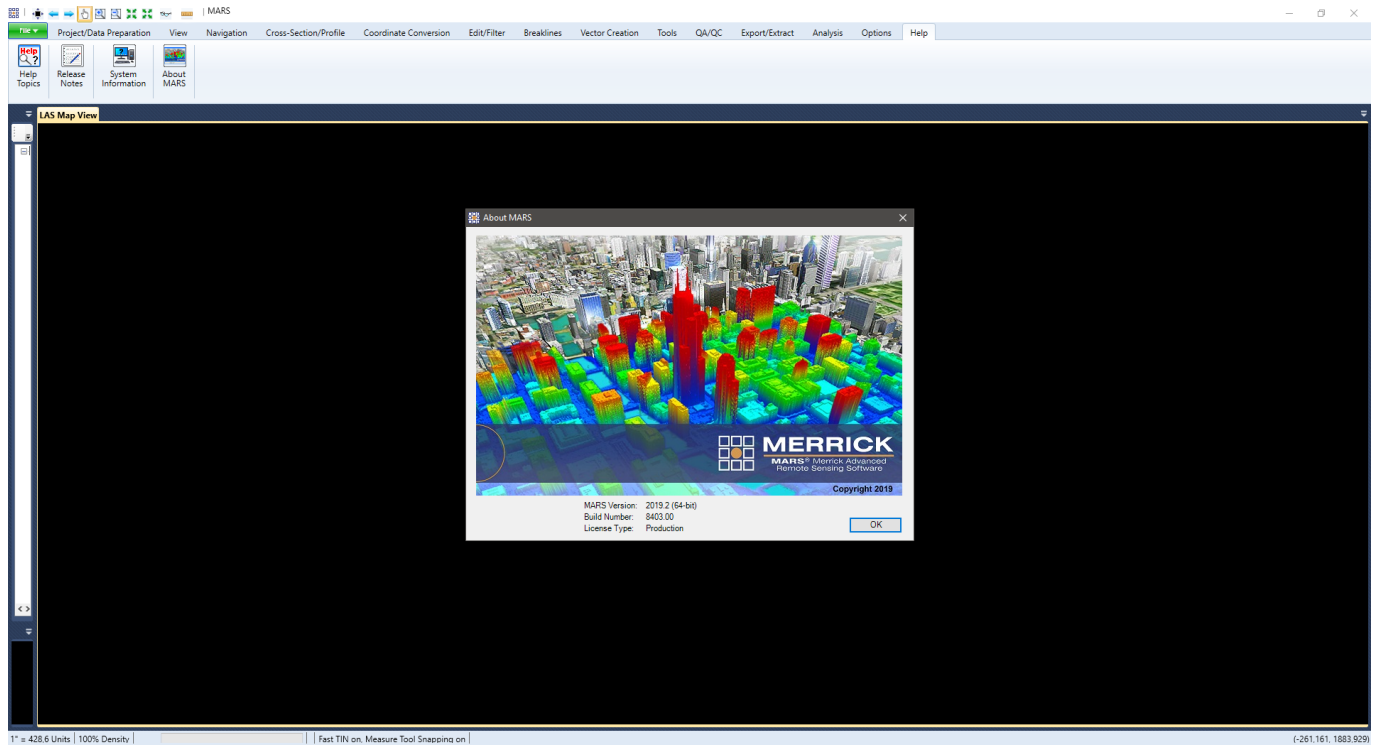 MARS
File
Project/Data Preparation View Navigation Cross-Section/Profile Coordinate Conversion Edit/Filter Breaklines Vector Creation Tools QA/QC Export/Extract Analysis Options Help
Help
Help Topics
Release Notes
System Information
About MARS
LAS Map View
About MARS
MERRICK
MARS® Merrick Advanced
Remote Sensing Software
Copyright 2019
MARS Version: 2019.2 (64-bit)
Build Number: 8403.00
License Type: Production
OK
1" = 428.6 Units 100% Density Fast TIN on, Measure Tool Snapping on (-261.161, 1883.929)